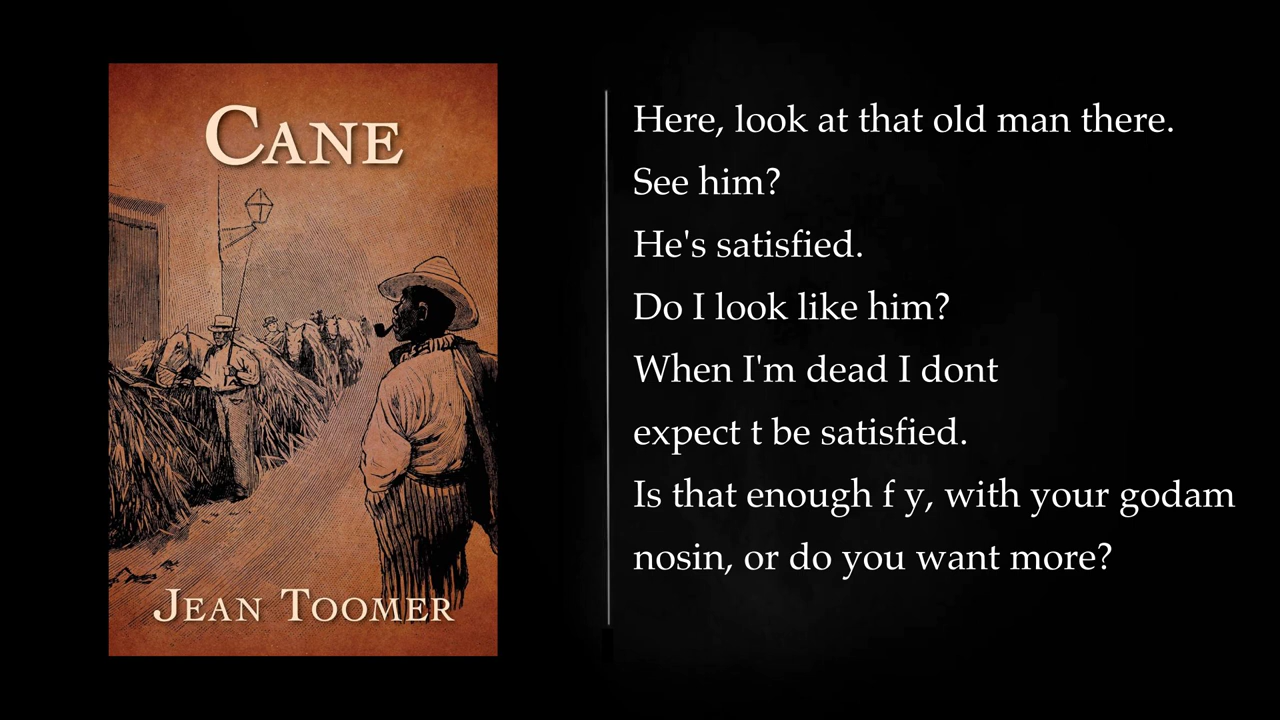 CANE
JEAN TOOMER
Here, look at that old man there.
See him?
He's satisfied.
Do I look like him?
When I'm dead I dont
expect t be satisfied.
Is that enough f y, with your godam
nosin, or do you want more?